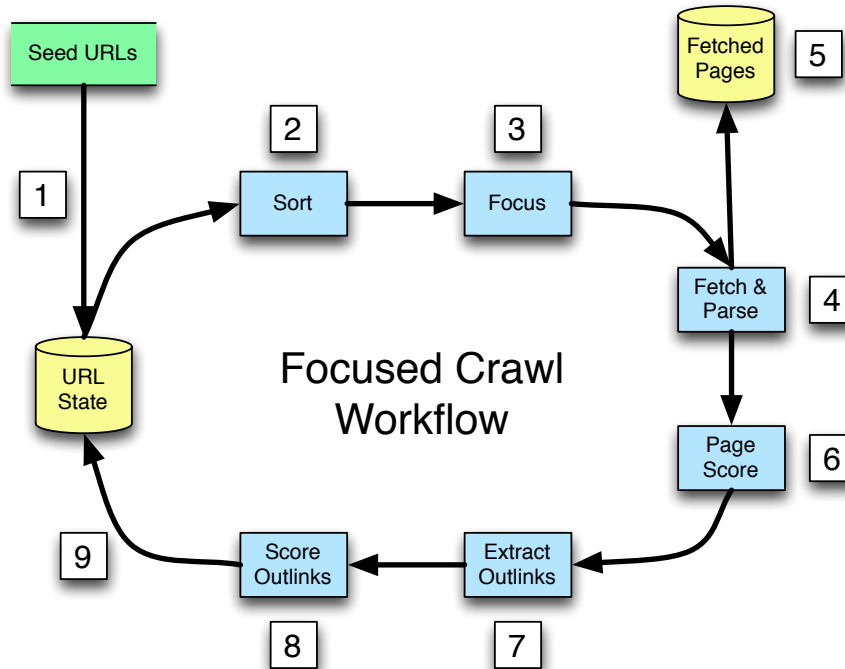 Seed URLs
Fetched
Pages
5
2
3
1
Sort
Focus
Fetch &
Parse
4
URL
State
Focused Crawl
Workflow
Page
Score
6
9
Score
Outlinks
Extract
Outlinks
8
7